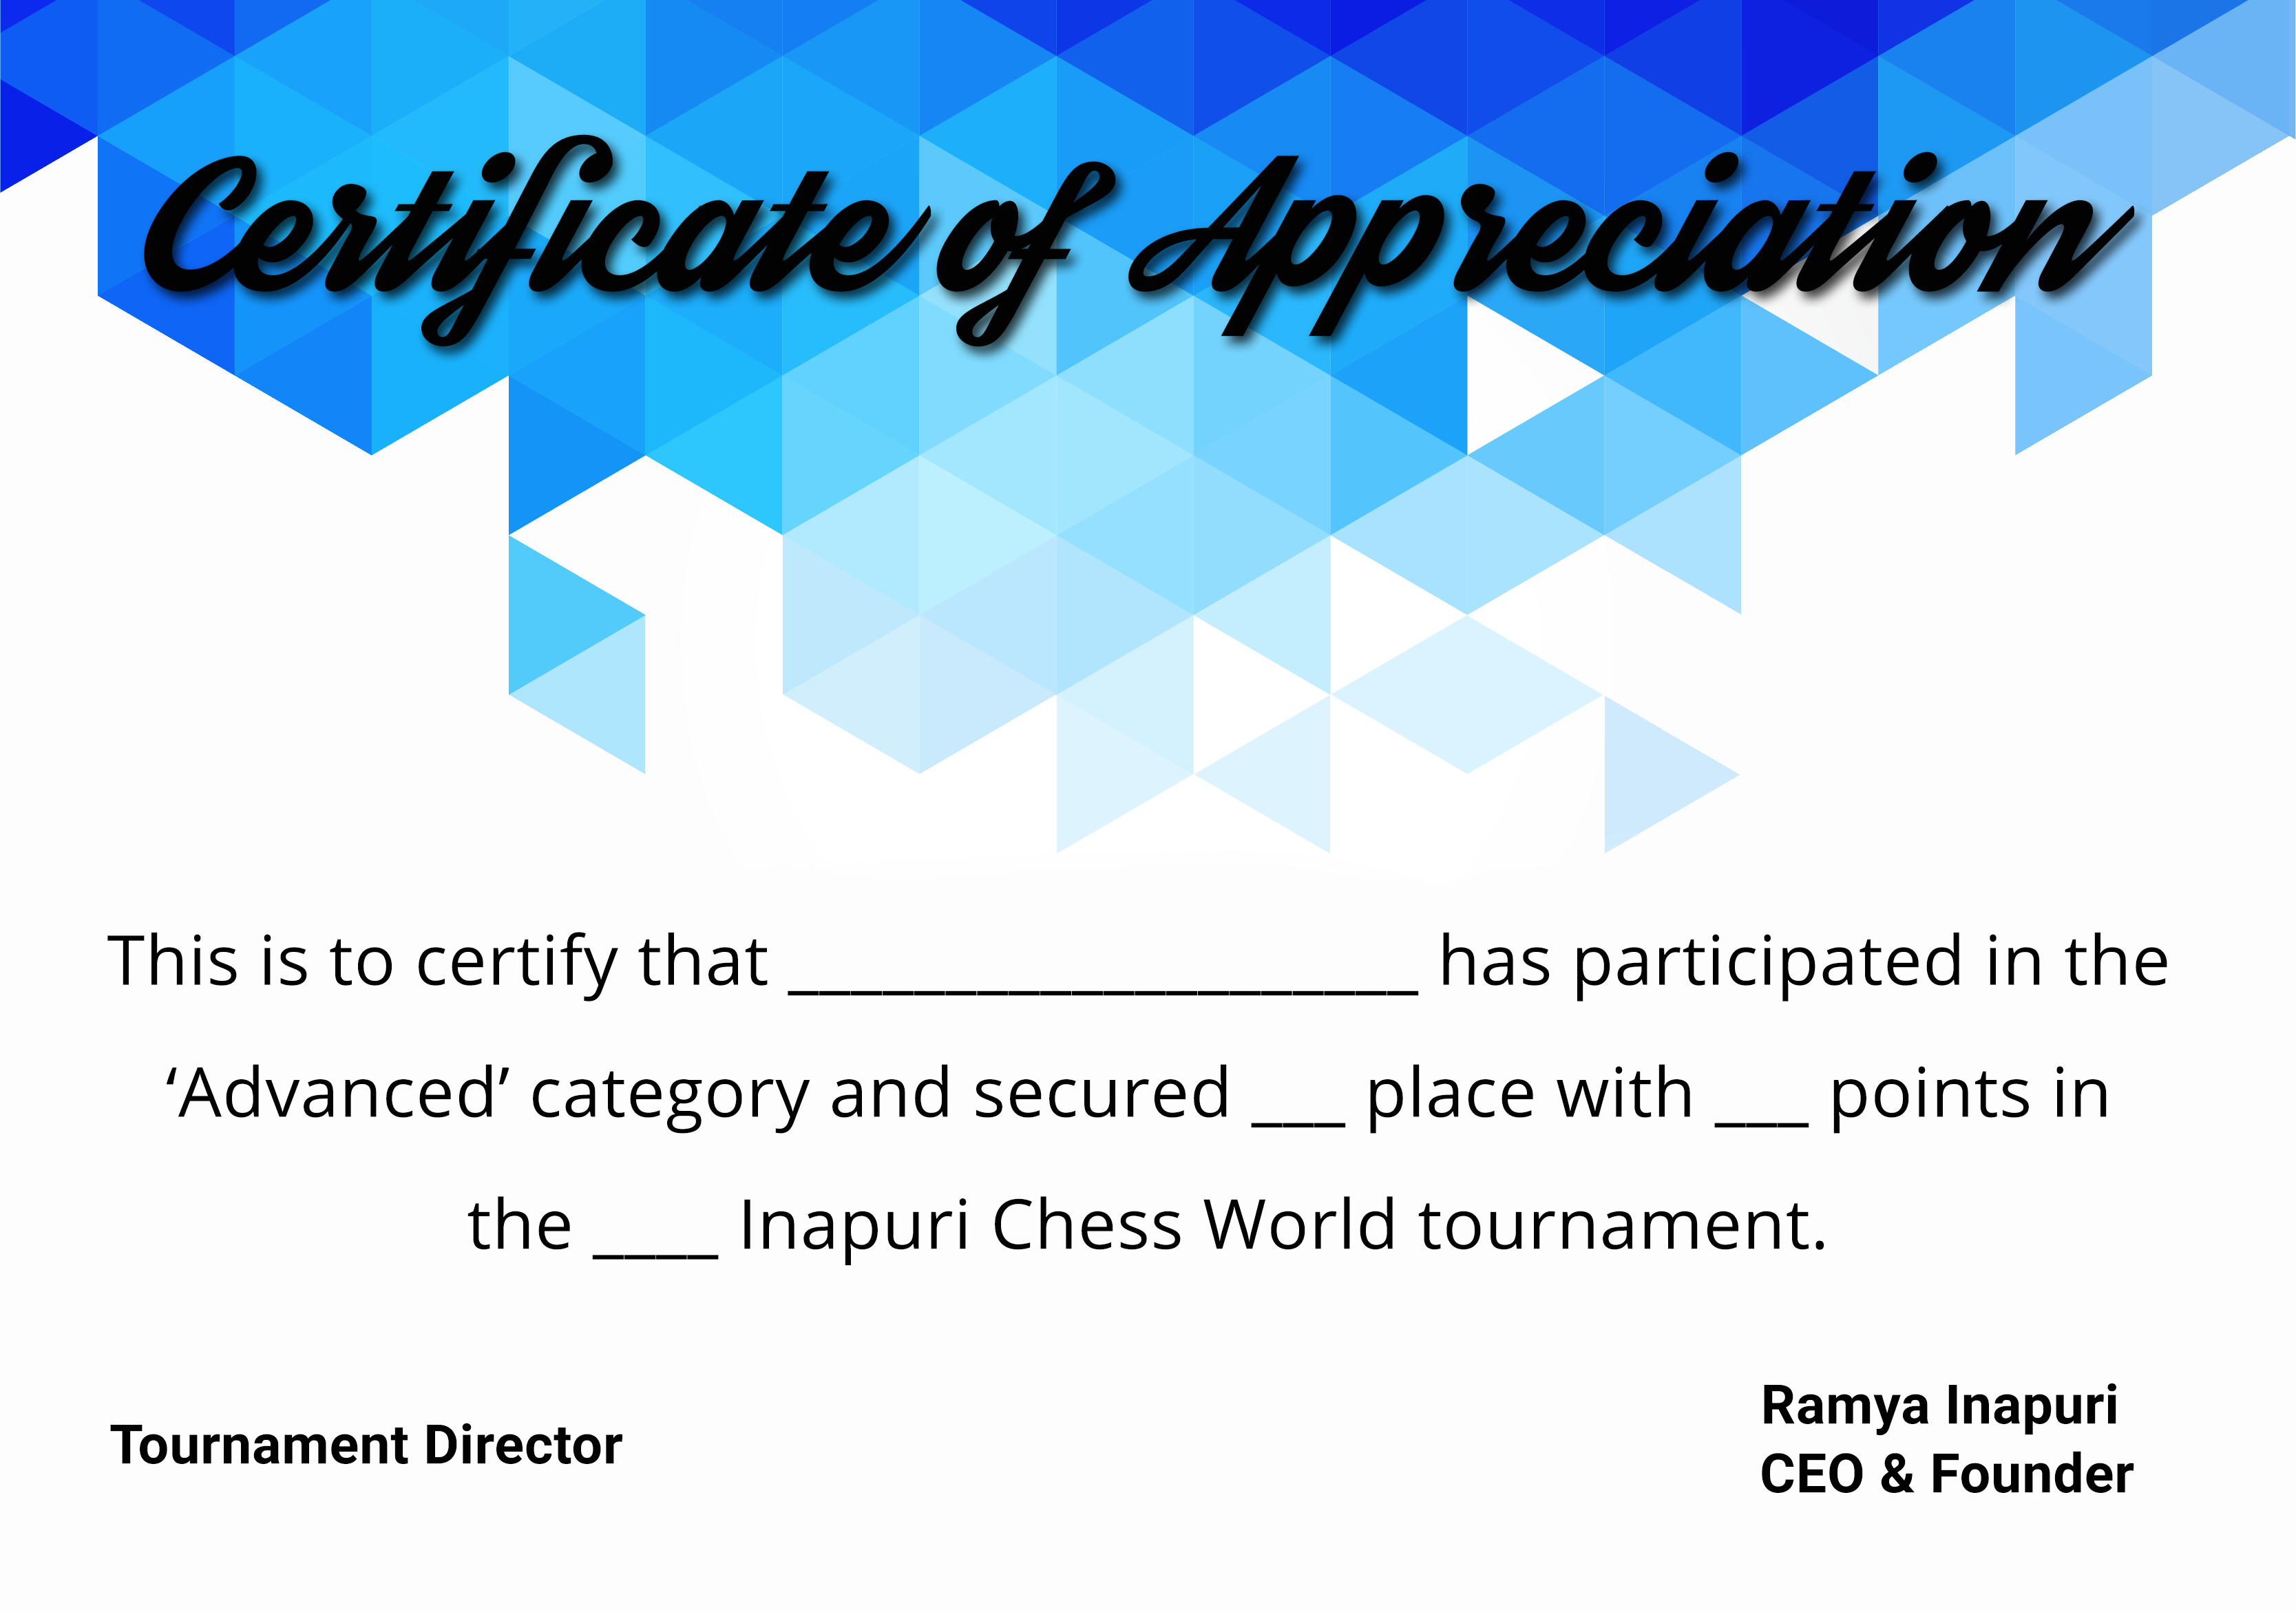 Certificate of Appreciation
This is to certify that ____________________ has participated in the
‘Advanced’ category and secured ___ place with ___ points in
the ____ Inapuri Chess World tournament.
Tournament Director
Ramya Inapuri
CEO & Founder